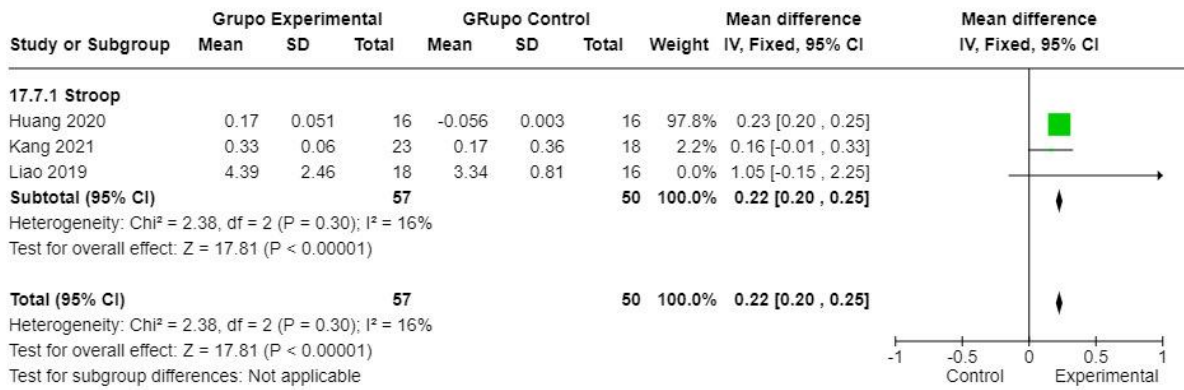 Grupo Experimental GRupo Control Mean difference Mean difference
Study or Subgroup Mean SD Total Mean SD Total Weight IV, Fixed, 95% CI IV, Fixed, 95% CI
17.7.1 Stroop
Huang 2020 0.17 0.051 16 -0.056 0.003 16 97.8% 0.23 [0.20 , 0.25]
Kang 2021 0.33 0.06 23 0.17 0.36 18 2.2% 0.16 [-0.01 , 0.33]
Liao 2019 4.39 2.46 18 3.34 0.81 16 0.0% 1.05 [-0.15 , 2.25]
Subtotal (95% CI) 57 50 100.0% 0.22 [0.20 , 0.25]
Heterogeneity: Chi² = 2.38, df = 2 (P = 0.30); I² = 16%
Test for overall effect: Z = 17.81 (P < 0.00001)
Total (95% CI) 57 50 100.0% 0.22 [0.20 , 0.25]
Heterogeneity: Chi² = 2.38, df = 2 (P = 0.30); I² = 16%
Test for overall effect: Z = 17.81 (P < 0.00001)
Test for subgroup differences: Not applicable
-1 -0.5 0 0.5 1
Control Experimental